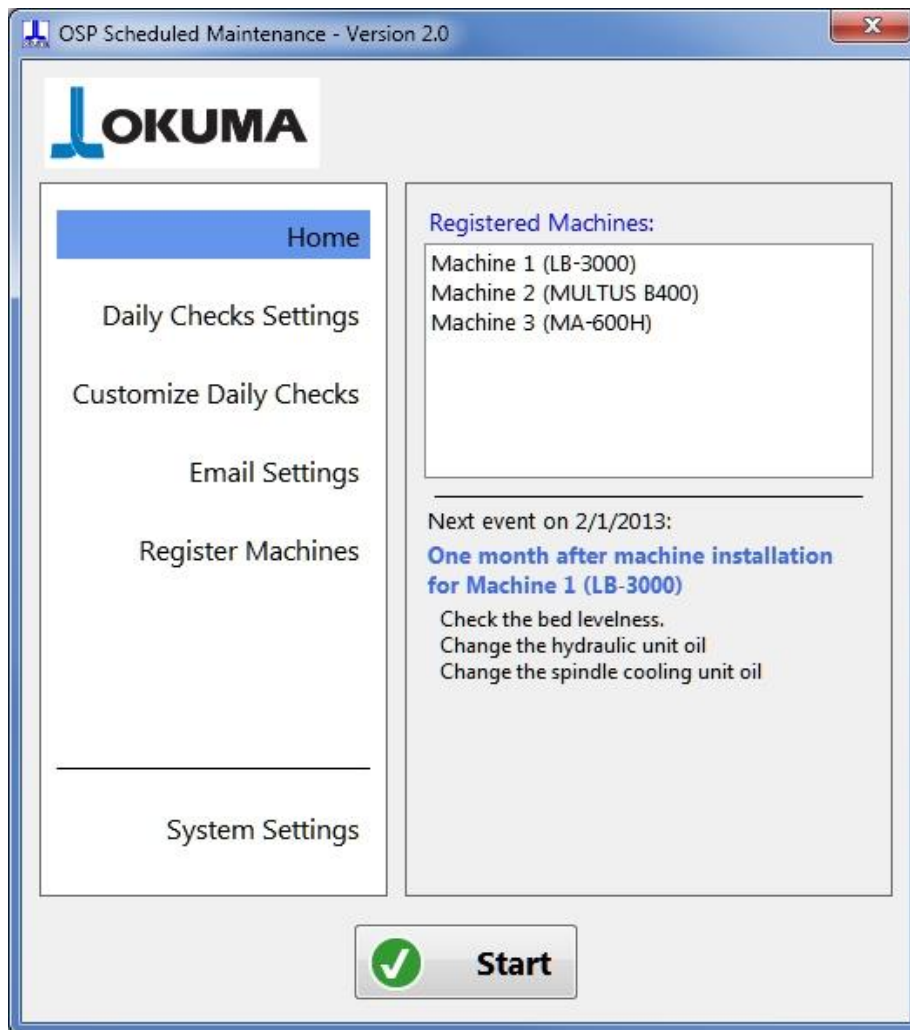 OSP Scheduled Maintenance - Version 2.0
OKUMA
Home
Daily Checks Settings
Customize Daily Checks
Email Settings
Register Machines
System Settings
Registered Machines:
Machine 1 (LB-3000)
Machine 2 (MULTUS B400)
Machine 3 (MA-600H)
Next event on 2/1/2013:
One month after machine installation
for Machine 1 (LB-3000)
Check the bed levelness.
Change the hydraulic unit oil
Change the spindle cooling unit oil
Start